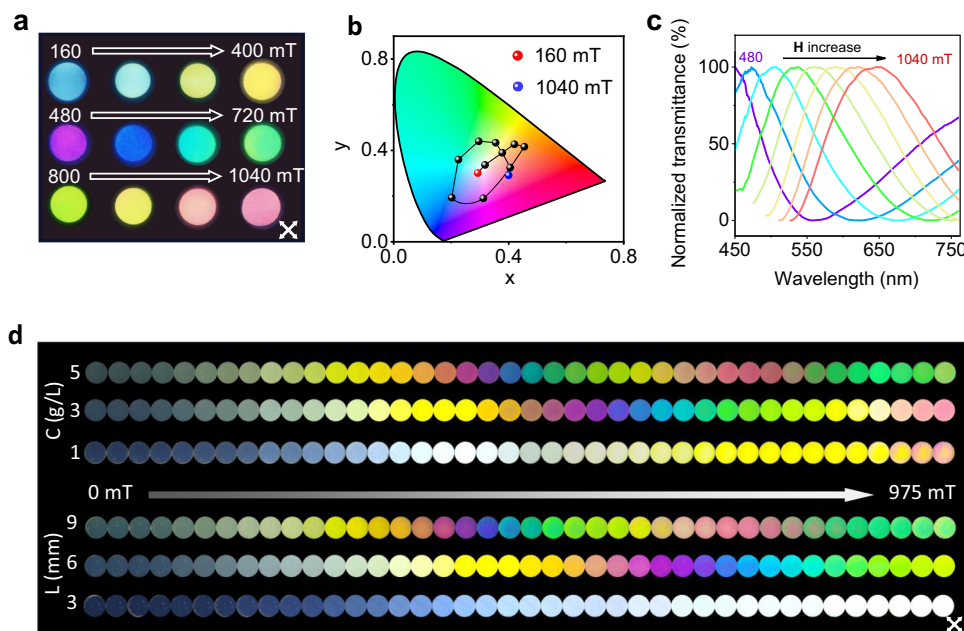 a
160 400 mT
480 720 mT
800 1040 mT
b
0.8
0.4
0.0
y
160 mT
1040 mT
0.0 0.4 0.8
x
c
Normalized transmittance (%)
100
50
0
480 H increase 1040 mT
450 550 650 750
Wavelength (nm)
d
C (g/L)
5
3
1
0 mT 975 mT
L (mm)
9
6
3